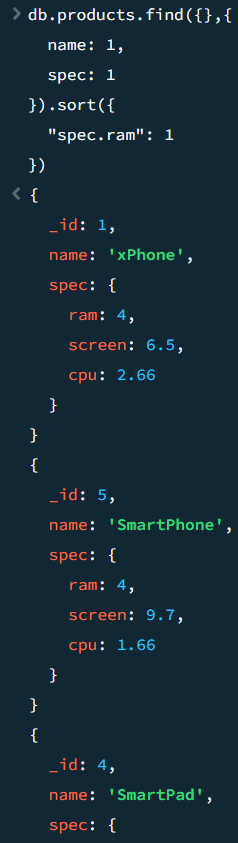 > db.products.find({},{
name: 1,
spec: 1
}).sort({
"spec.ram": 1
})
< {
_id: 1,
name: 'xPhone',
spec: {
ram: 4,
screen: 6.5,
cpu: 2.66
}
}
{
_id: 5,
name: 'SmartPhone',
spec: {
ram: 4,
screen: 9.7,
cpu: 1.66
}
}
{
_id: 4,
name: 'SmartPad',
spec: {